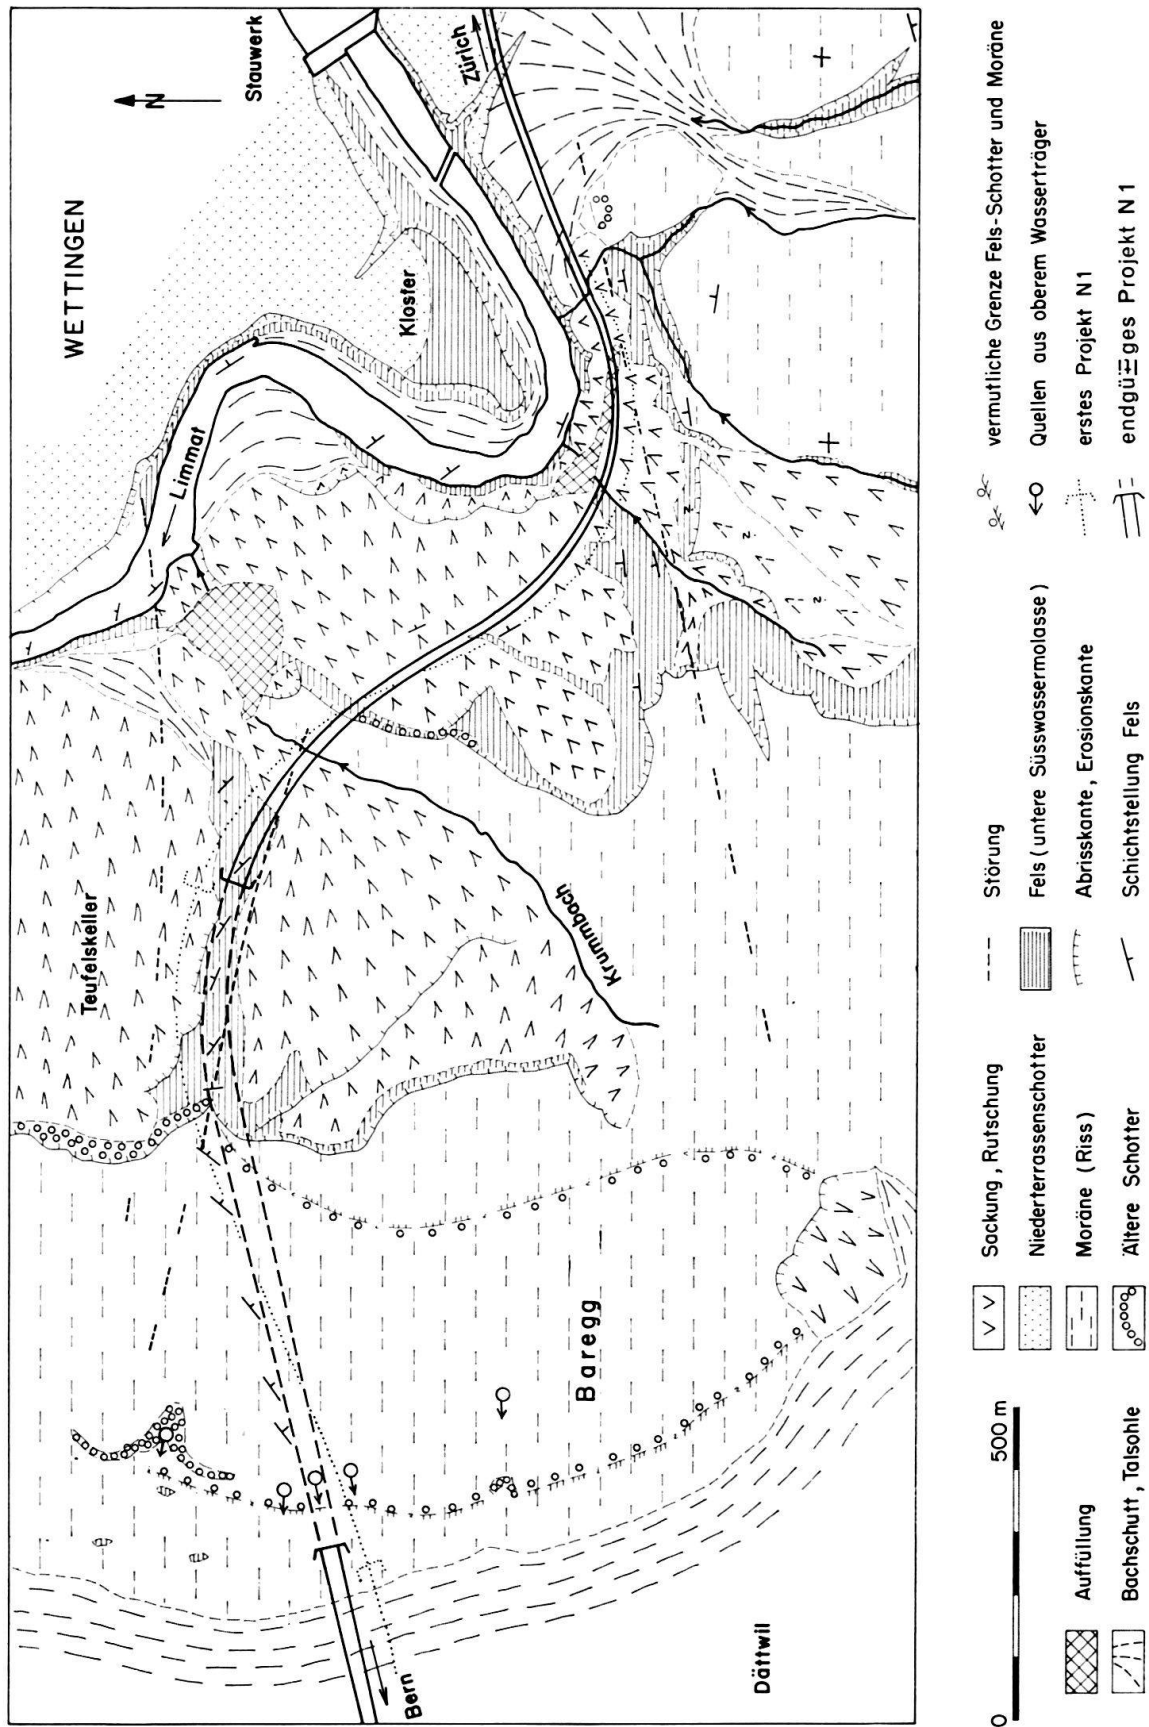 WETTINGEN
N
Stauwerk
Zürich
Limmat
Kloster
Teufelskeller
Krummbach
Baregg
Bern
Dättwil
0 500 m
Auffüllung
Bachschutt, Talsohle
Sackung, Rutschung
Niederterrassenschotter
Moräne (Riss)
Ältere Schotter
Störung
Fels (untere Süsswassermolasse)
Abrisskante, Erosionskante
Schichtstellung Fels
vermutliche Grenze Fels-Schotter und Moräne
Quellen aus oberem Wasserträger
erstes Projekt N1
Projekt N1